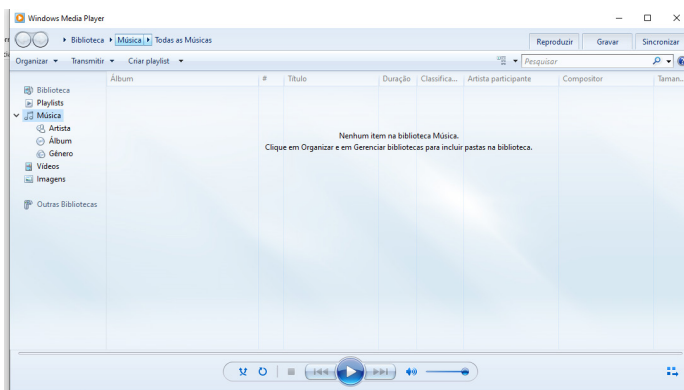 Windows Media Player
Biblioteca Música Todas as Músicas
Reproduzir Gravar Sincronizar
Organizar Transmitir Criar playlist Pesquisar
Álbum # Título Duração Classifica... Artista participante Compositor Taman...
Biblioteca
Playlists
Música
Artista
Álbum
Gênero
Vídeos
Imagens
Outras Bibliotecas
Nenhum item na biblioteca Música.
Clique em Organizar e em Gerenciar bibliotecas para incluir pastas na biblioteca.